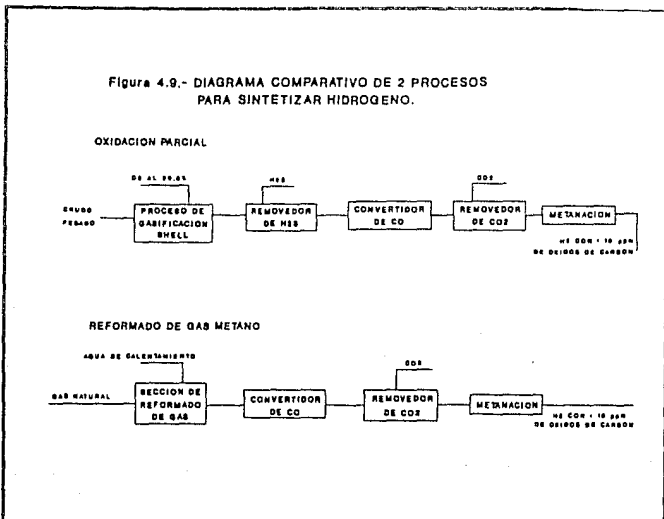 Figura 4.9.- DIAGRAMA COMPARATIVO DE 2 PROCESOS
PARA SINTETIZAR HIDROGENO.
OXIDACION PARCIAL
O2 AL 99.5%
H2S
CO2
CRUDO
PESADO
PROCESO DE
GASIFICACION
SHELL
REMOVEDOR
DE H2S
CONVERTIDOR
DE CO
REMOVEDOR
DE CO2
METANACION
H2 CON < 10 ppm
DE OXIDOS DE CARBON
REFORMADO DE GAS METANO
AGUA DE CALENTAMIENTO
CO2
GAS NATURAL
SECCION DE
REFORMADO
DE GAS
CONVERTIDOR
DE CO
REMOVEDOR
DE CO2
METANACION
H2 CON < 10 ppm
DE OXIDOS DE CARBON